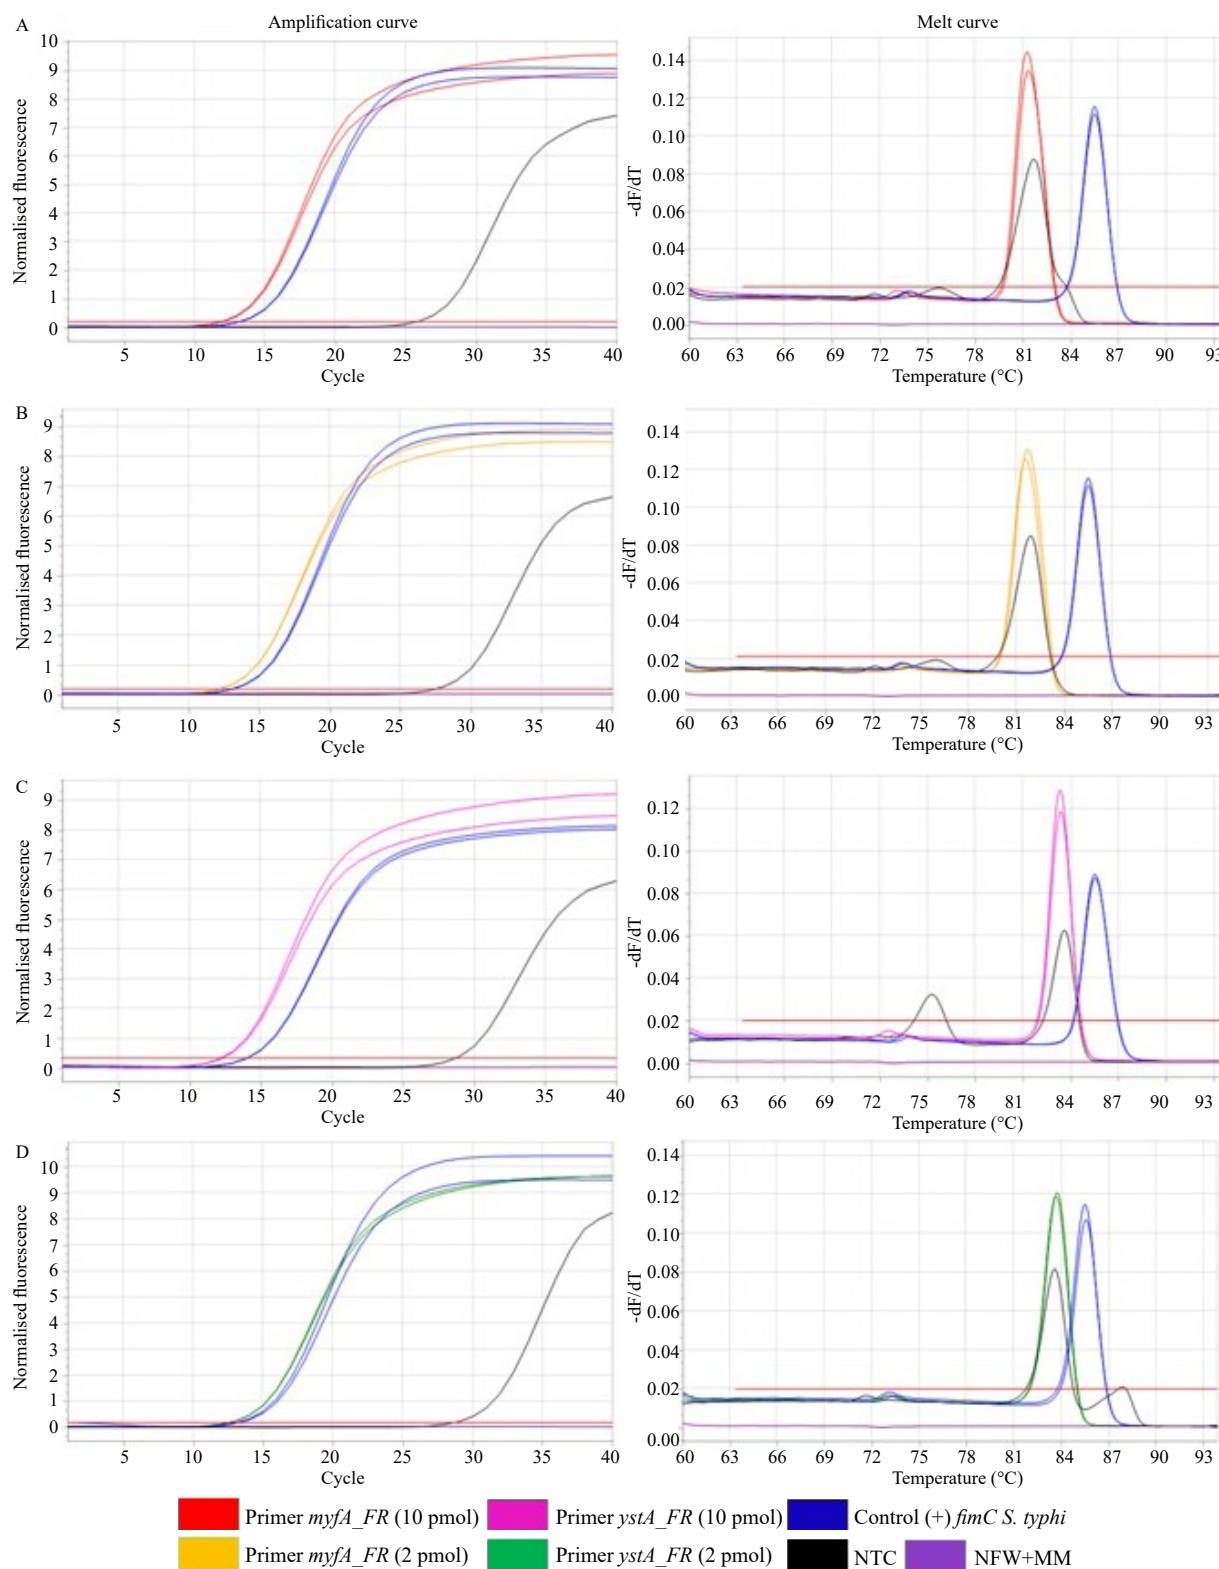 A Amplification curve Melt curve
Normalised fluorescence
10
9
8
7
6
5
4
3
2
1
0
5 10 15 20 25 30 35 40
Cycle
-dF/dT
0.14
0.12
0.10
0.08
0.06
0.04
0.02
0.00
60 63 66 69 72 75 78 81 84 87 90 93
Temperature (°C)
B
Normalised fluorescence
9
8
7
6
5
4
3
2
1
0
5 10 15 20 25 30 35 40
Cycle
-dF/dT
0.14
0.12
0.10
0.08
0.06
0.04
0.02
0.00
60 63 66 69 72 75 78 81 84 87 90 93
Temperature (°C)
C
Normalised fluorescence
9
8
7
6
5
4
3
2
1
0
5 10 15 20 25 30 35 40
Cycle
-dF/dT
0.12
0.10
0.08
0.06
0.04
0.02
0.00
60 63 66 69 72 75 78 81 84 87 90 93
Temperature (°C)
D
Normalised fluorescence
10
9
8
7
6
5
4
3
2
1
0
5 10 15 20 25 30 35 40
Cycle
-dF/dT
0.14
0.12
0.10
0.08
0.06
0.04
0.02
0.00
60 63 66 69 72 75 78 81 84 87 90 93
Temperature (°C)
Primer myfA_FR (10 pmol) Primer ystA_FR (10 pmol) Control (+) fimC S. typhi
Primer myfA_FR (2 pmol) Primer ystA_FR (2 pmol) NTC NFW+MM